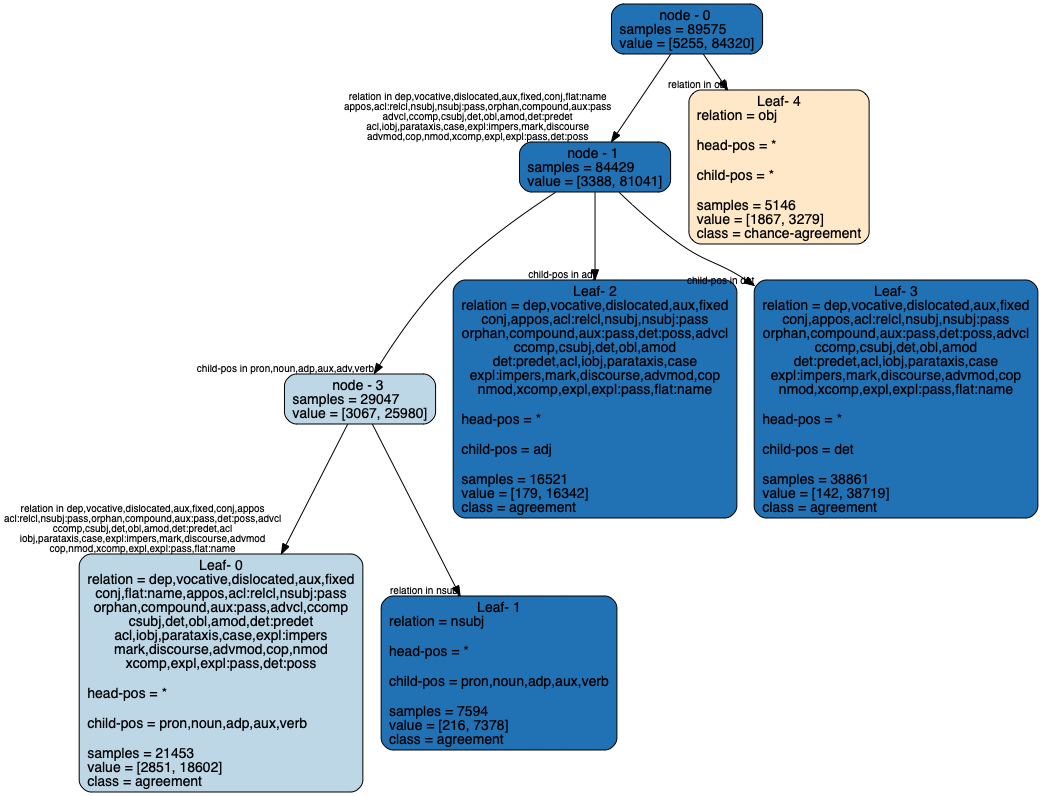 node - 0
samples = 89575
value = [5255, 84320]
relation in dep,vocative,dislocated,aux,fixed,conj,flat:name
appos,acl:relcl,nsubj,nsubj:pass,orphan,compound,aux:pass
advcl,ccomp,csubj,det,obl,amod,det:predet
acl,iobj,parataxis,case,expl:impers,mark,discourse
advmod,cop,nmod,xcomp,expl,expl:pass,det:poss
relation in
Leaf- 4
relation = obj
head-pos = *
child-pos = *
samples = 5146
value = [1867, 3279]
class = chance-agreement
node - 1
samples = 84429
value = [3388, 81041]
child-pos in adj
Leaf- 2
relation = dep,vocative,dislocated,aux,fixed
conj,appos,acl:relcl,nsubj,nsubj:pass
orphan,compound,aux:pass,det:poss,advcl
ccomp,csubj,det,obl,amod
det:predet,acl,iobj,parataxis,case
expl:impers,mark,discourse,advmod,cop
nmod,xcomp,expl,expl:pass,flat:name
head-pos = *
child-pos = adj
samples = 16521
value = [179, 16342]
class = agreement
child-pos in det
Leaf- 3
relation = dep,vocative,dislocated,aux,fixed
conj,appos,acl:relcl,nsubj,nsubj:pass
orphan,compound,aux:pass,det:poss,advcl
ccomp,csubj,det,obl,amod
det:predet,acl,iobj,parataxis,case
expl:impers,mark,discourse,advmod,cop
nmod,xcomp,expl,expl:pass,flat:name
head-pos = *
child-pos = det
samples = 38861
value = [142, 38719]
class = agreement
child-pos in pron,noun,adp,aux,adv,verb
node - 3
samples = 29047
value = [3067, 25980]
relation in dep,vocative,dislocated,aux,fixed,conj,appos
acl:relcl,nsubj:pass,orphan,compound,aux:pass,det:poss,advcl
ccomp,csubj,det,obl,amod,det:predet,acl
iobj,parataxis,case,expl:impers,mark,discourse,advmod
cop,nmod,xcomp,expl,expl:pass,flat:name
Leaf- 0
relation = dep,vocative,dislocated,aux,fixed
conj,flat:name,appos,acl:relcl,nsubj:pass
orphan,compound,aux:pass,advcl,ccomp
csubj,det,obl,amod,det:predet
acl,iobj,parataxis,case,expl:impers
mark,discourse,advmod,cop,nmod
xcomp,expl,expl:pass,det:poss
head-pos = *
child-pos = pron,noun,adp,aux,verb
samples = 21453
value = [2851, 18602]
class = agreement
relation in nsubj
Leaf- 1
relation = nsubj
head-pos = *
child-pos = pron,noun,adp,aux,verb
samples = 7594
value = [216, 7378]
class = agreement